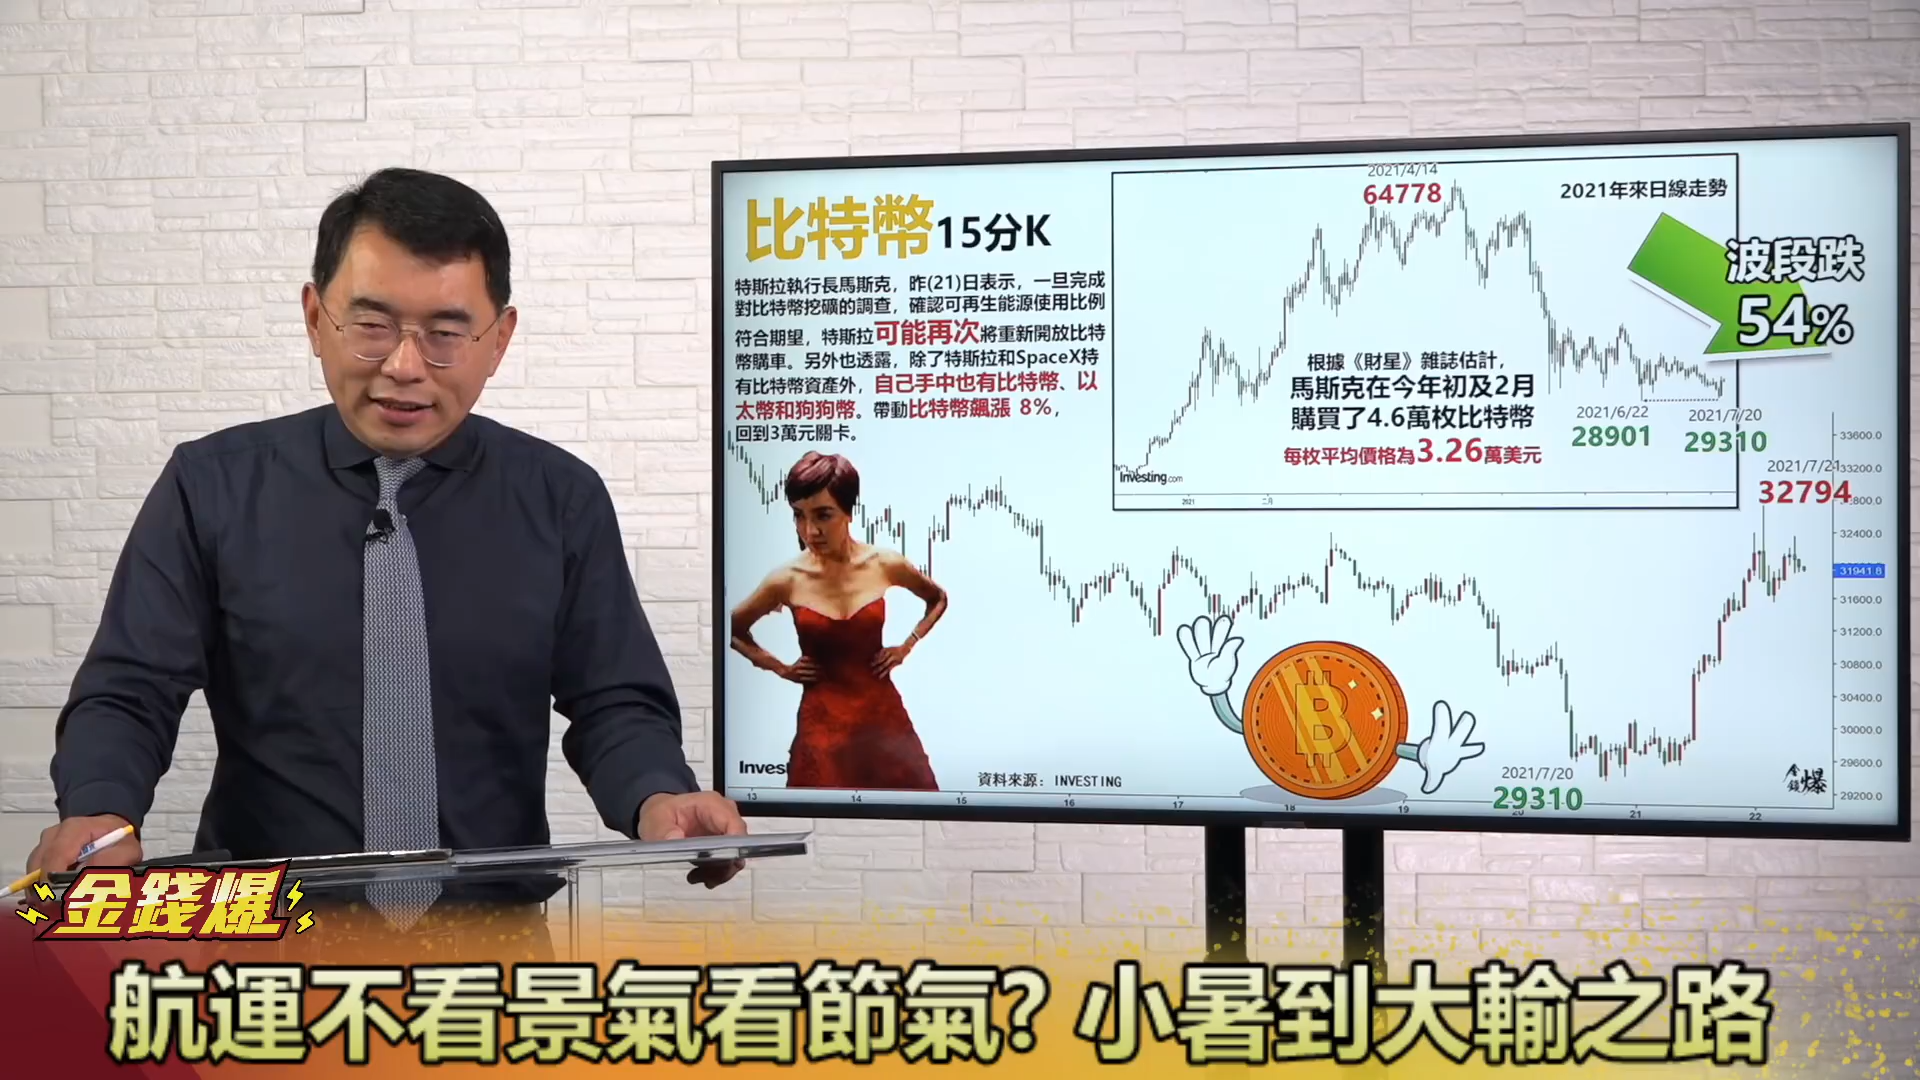 比特幣15分K
特斯拉執行長馬斯克，昨(21)日表示，一旦完成
對比特幣挖礦的調查，確認可再生能源使用比例
符合期望，特斯拉可能再次將重新開放比特
幣購車。另外也透露，除了特斯拉和SpaceX持
有比特幣資產外，自己手中也有比特幣、以
太幣和狗狗幣。帶動比特幣飆漲 8%，
回到3萬元關卡。
2021/4/14
64778
2021年來日線走勢
波段跌
54%
根據《財星》雜誌估計，
馬斯克在今年初及2月
購買了4.6萬枚比特幣
每枚平均價格為3.26萬美元
2021/6/22
28901
2021/7/20
29310
Investing.com
2021
二月
2021/7/21
32794
33600.0
33200.0
32800.0
32400.0
31941.8
31600.0
31200.0
30800.0
30400.0
30000.0
29600.0
29200.0
2021/7/20
29310
Inves
資料來源: INVESTING
金錢爆
13 14 15 16 17 18 19 20 21 22
金錢爆
航運不看景氣看節氣? 小暑到大輸之路